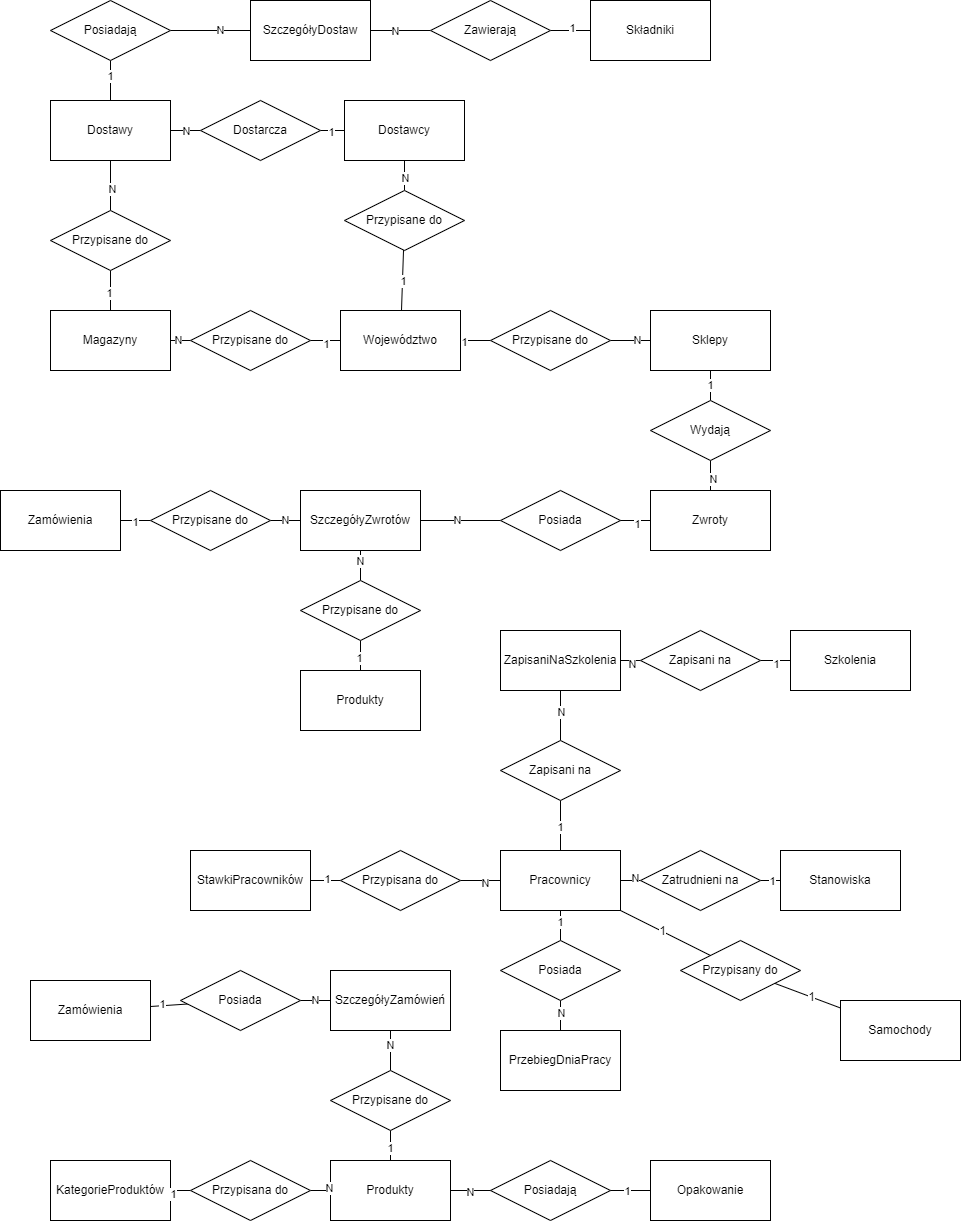 Posiadają
N
SzczegółyDostaw
N
Zawierają
1
Składniki
1
Dostawy
N
Dostarcza
1
Dostawcy
N
N
Przypisane do
Przypisane do
1
1
Magazyny
N
Przypisane do
1
Województwo
1
Przypisane do
N
Sklepy
1
Wydają
N
Zamówienia
1
Przypisane do
N
SzczegółyZwrotów
N
Posiada
1
Zwroty
N
Przypisane do
1
Produkty
ZapisaniNaSzkolenia
N
Zapisani na
1
Szkolenia
N
Zapisani na
1
StawkiPracowników
1
Przypisana do
N
Pracownicy
N
Zatrudnieni na
1
Stanowiska
1
1
Posiada
Przypisany do
1
Samochody
N
PrzebiegDniaPracy
Zamówienia
1
Posiada
N
SzczegółyZamówień
N
Przypisane do
1
KategorieProduktów
1
Przypisana do
N
Produkty
N
Posiadają
1
Opakowanie